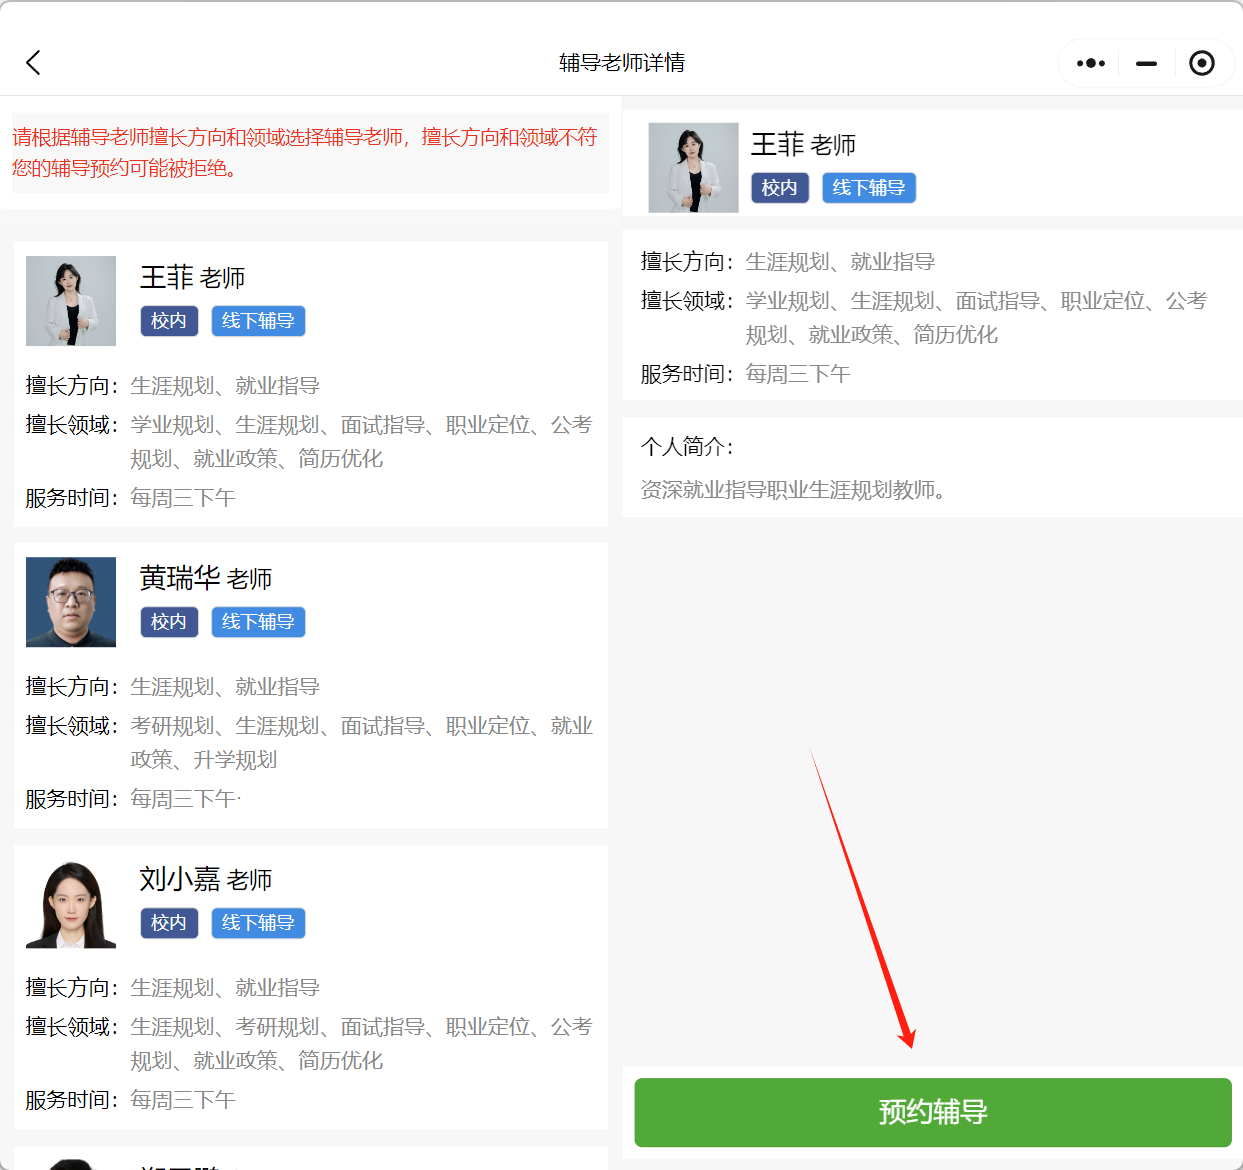 辅导老师详情
请根据辅导老师擅长方向和领域选择辅导老师，擅长方向和领域不符
您的辅导预约可能被拒绝。
王菲 老师
校内 线下辅导
擅长方向：生涯规划、就业指导
擅长领域：学业规划、生涯规划、面试指导、职业定位、公考
规划、就业政策、简历优化
服务时间：每周三下午
黄瑞华 老师
校内 线下辅导
擅长方向：生涯规划、就业指导
擅长领域：考研规划、生涯规划、面试指导、职业定位、就业
政策、升学规划
服务时间：每周三下午·
刘小嘉 老师
校内 线下辅导
擅长方向：生涯规划、就业指导
擅长领域：生涯规划、考研规划、面试指导、职业定位、公考
规划、就业政策、简历优化
服务时间：每周三下午
王菲 老师
校内 线下辅导
擅长方向：生涯规划、就业指导
擅长领域：学业规划、生涯规划、面试指导、职业定位、公考
规划、就业政策、简历优化
服务时间：每周三下午
个人简介：
资深就业指导职业生涯规划教师。
预约辅导